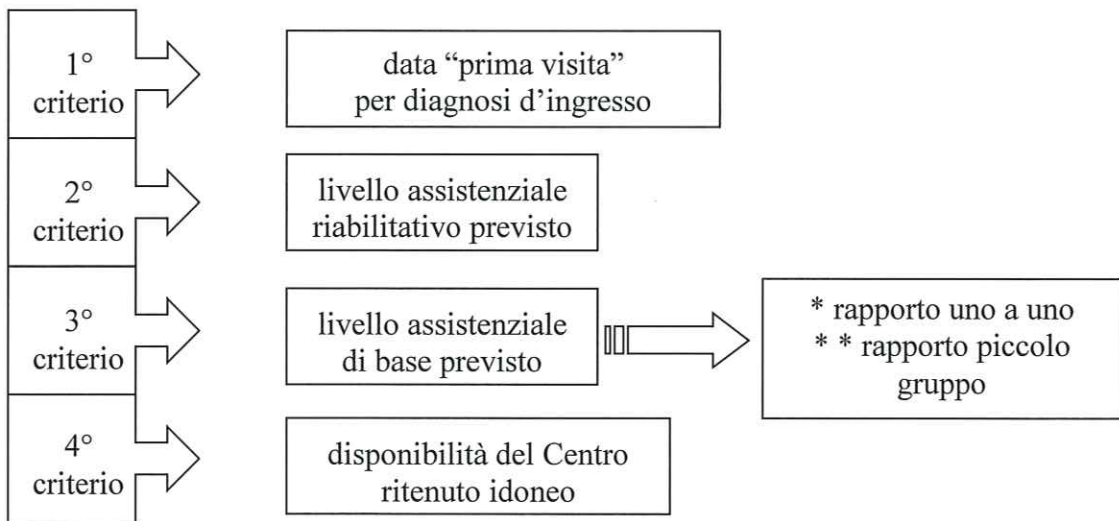 1°
criterio
data “prima visita”
per diagnosi d’ingresso
2°
criterio
livello assistenziale
riabilitativo previsto
3°
criterio
livello assistenziale
di base previsto
* rapporto uno a uno
* * rapporto piccolo
gruppo
4°
criterio
disponibilità del Centro
ritenuto idoneo